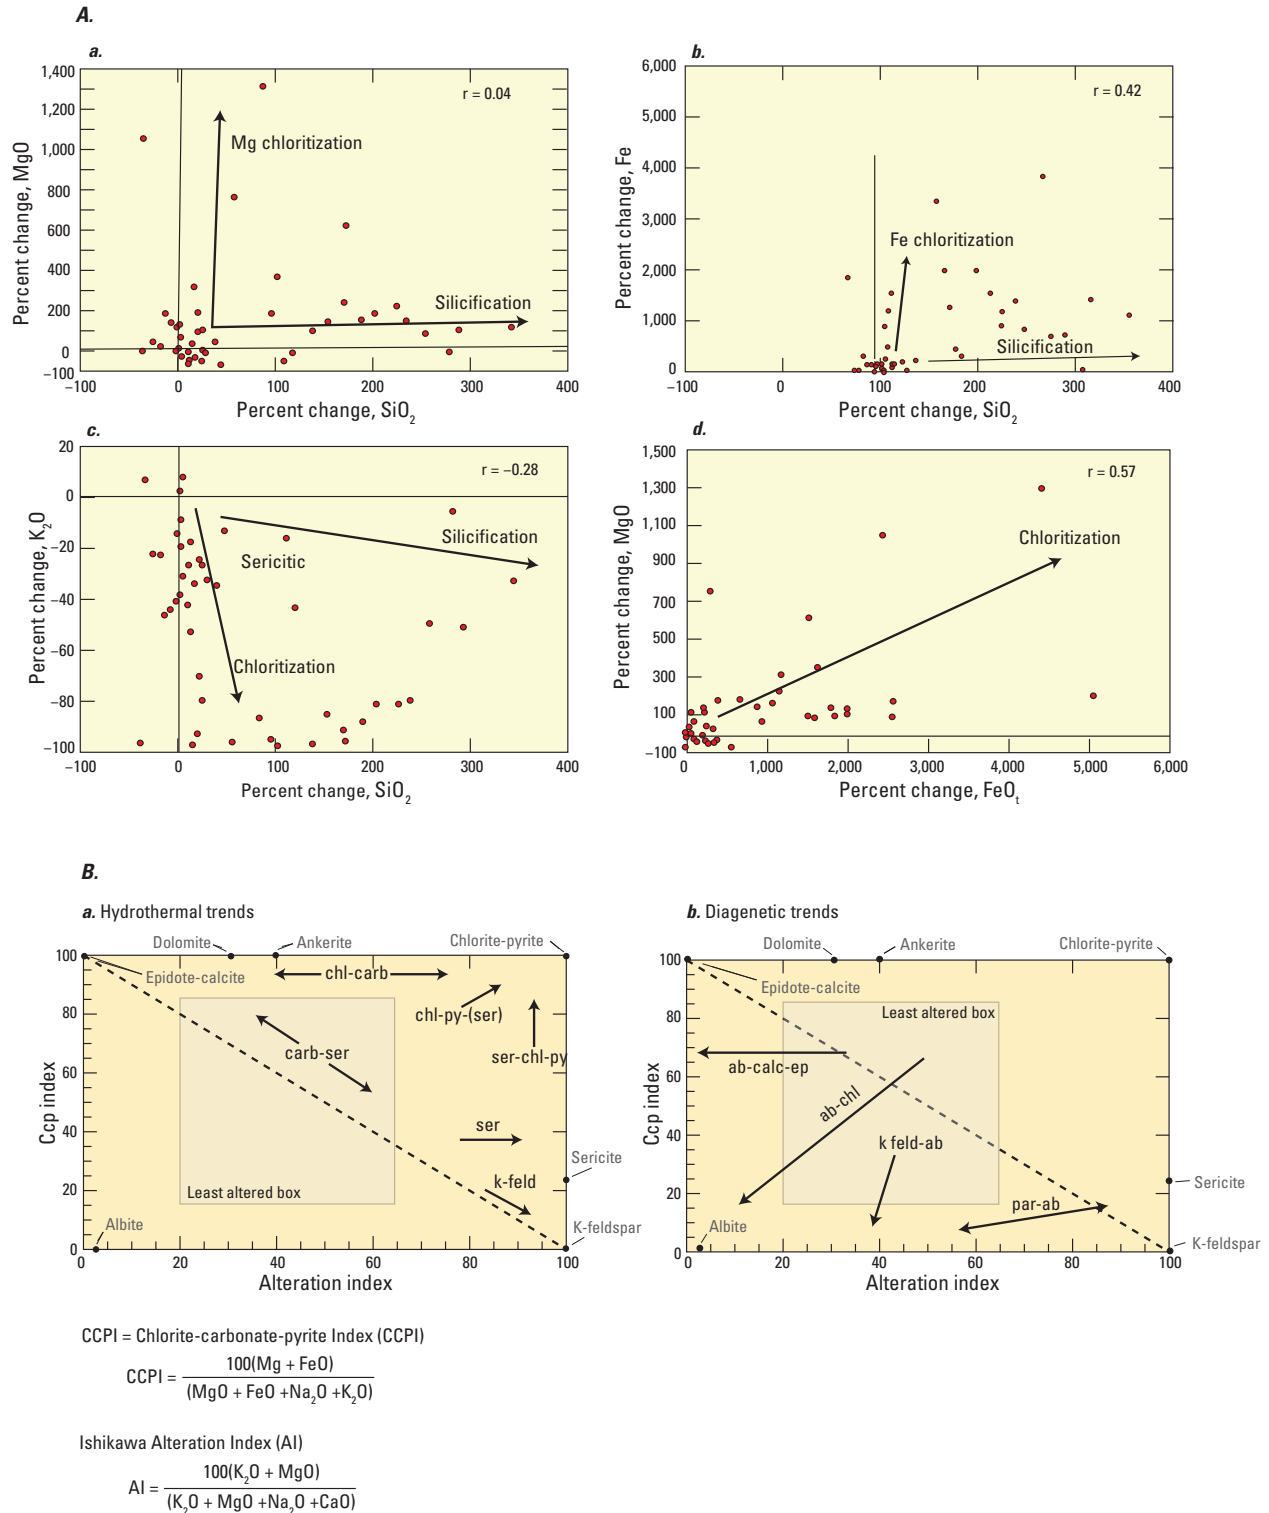 A.
a.
1,400
1,200
1,000
800
600
400
200
0
−100
Percent change, MgO
r = 0.04
Mg chloritization
Silicification
−100
0
100
200
300
400
Percent change, SiO2
b.
6,000
5,000
4,000
3,000
2,000
1,000
0
Percent change, Fe
r = 0.42
Fe chloritization
Silicification
−100
0
100
200
300
400
Percent change, SiO2
c.
20
0
−20
−40
−60
−80
−100
Percent change, K2O
r = −0.28
Silicification
Sericitic
Chloritization
−100
0
100
200
300
400
Percent change, SiO2
d.
1,500
1,300
1,100
900
700
500
300
100
−100
Percent change, MgO
r = 0.57
Chloritization
0
1,000
2,000
3,000
4,000
5,000
6,000
Percent change, FeOt
B.
a. Hydrothermal trends
Dolomite
Ankerite
Chlorite-pyrite
Epidote-calcite
chl-carb
chl-py-(ser)
ser-chl-py
carb-ser
ser
k-feld
Least altered box
Sericite
Albite
K-feldspar
100
80
60
40
20
0
Ccp index
0
20
40
60
80
100
Alteration index
b. Diagenetic trends
Dolomite
Ankerite
Chlorite-pyrite
Epidote-calcite
Least altered box
ab-calc-ep
ab-chl
k feld-ab
par-ab
Sericite
Albite
K-feldspar
100
80
60
40
20
0
Ccp index
0
20
40
60
80
100
Alteration index
CCPI = Chlorite-carbonate-pyrite Index (CCPI)
CCPI = 100(Mg + FeO)
(MgO + FeO +Na2O +K2O)
Ishikawa Alteration Index (AI)
AI = 100(K2O + MgO)
(K2O + MgO +Na2O +CaO)